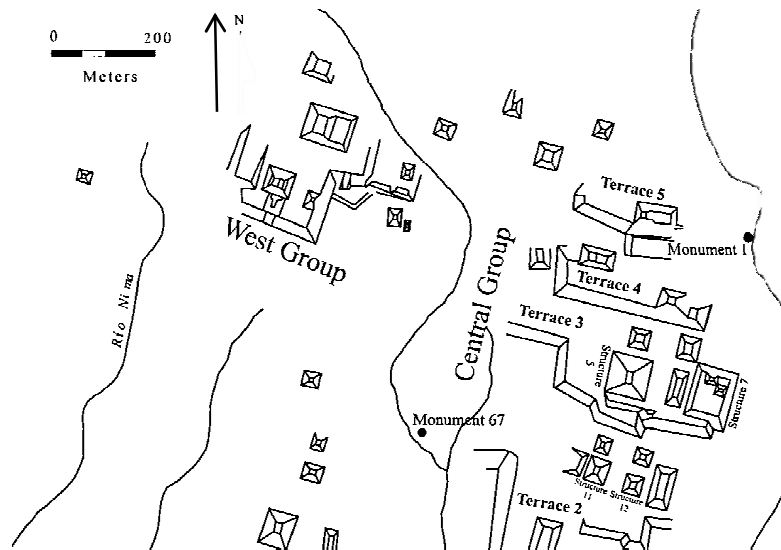 0 200
Meters
N
Terrace 5
West Group
Monument 1
Central Group
Terrace 4
Terrace 3
Rio Nima
Structure 5
Structure 7
Monument 67
Structure 11
Structure 12
Terrace 2